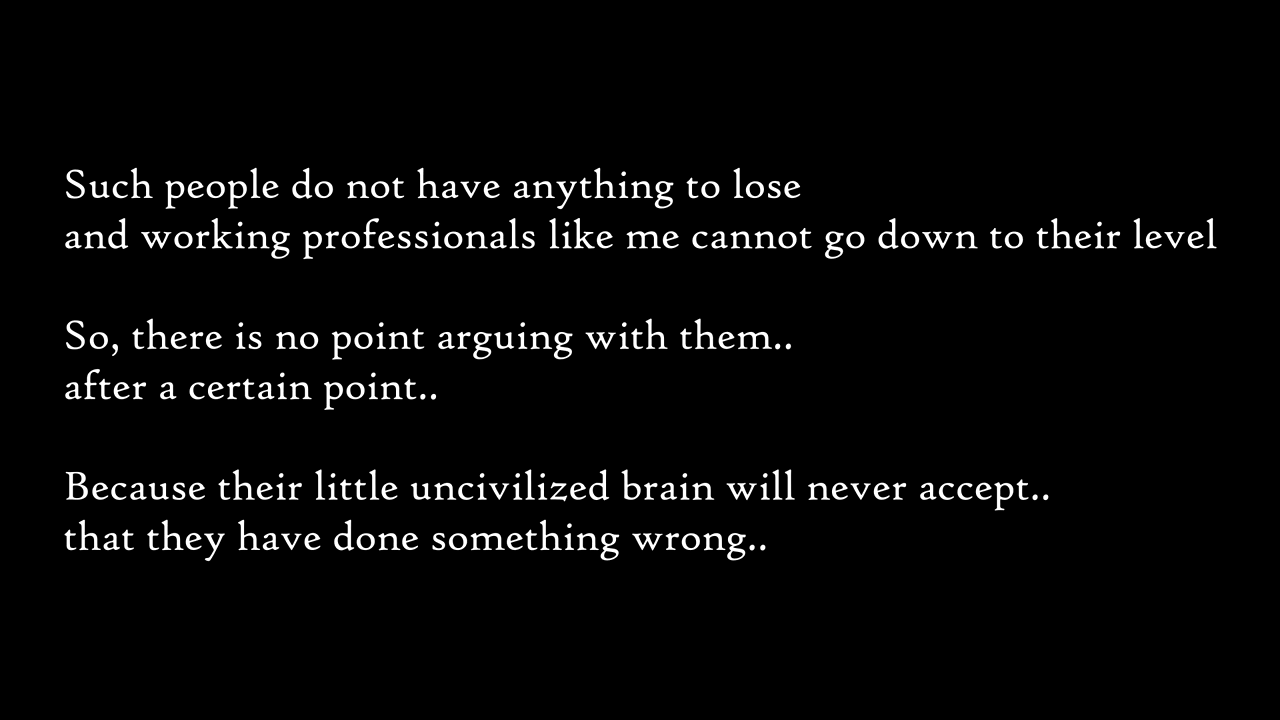 Such people do not have anything to lose
and working professionals like me cannot go down to their level
So, there is no point arguing with them..
after a certain point..
Because their little uncivilized brain will never accept..
that they have done something wrong..